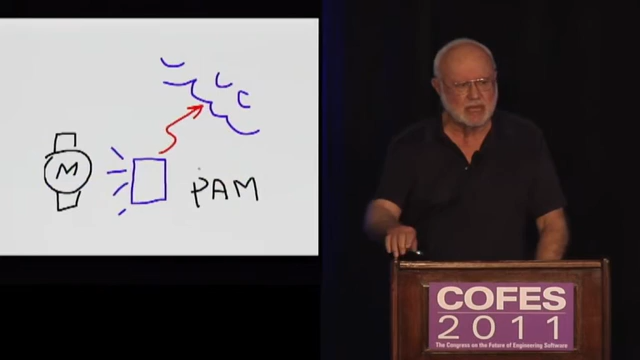 M
PAM
COFES
2011
The Congress on the Future of Engineering Software